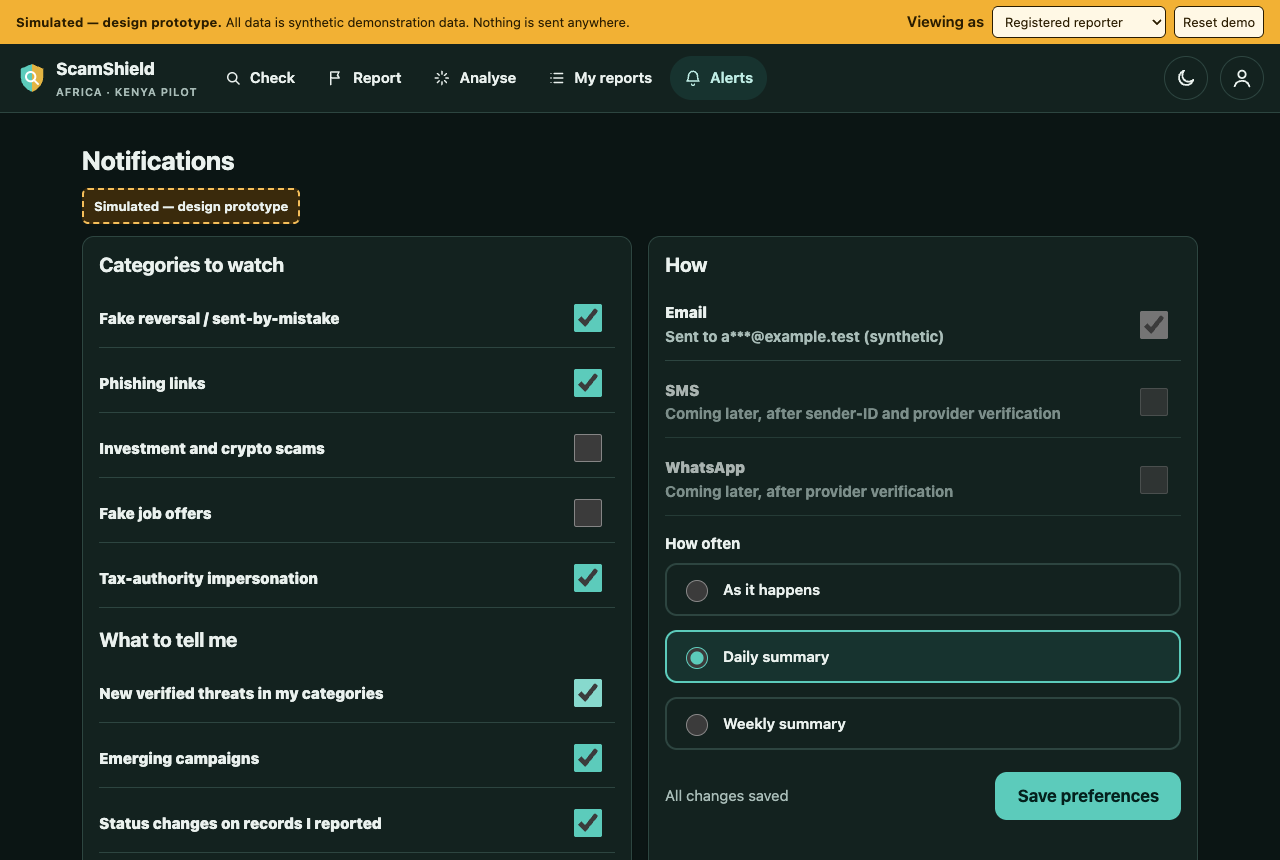 Simulated — design prototype. All data is synthetic demonstration data. Nothing is sent anywhere.
Viewing as
Registered reporter
Reset demo
ScamShield
AFRICA · KENYA PILOT
Check
Report
Analyse
My reports
Alerts
Notifications
Simulated — design prototype
Categories to watch
Fake reversal / sent-by-mistake
Phishing links
Investment and crypto scams
Fake job offers
Tax-authority impersonation
What to tell me
New verified threats in my categories
Emerging campaigns
Status changes on records I reported
How
Email
Sent to a***@example.test (synthetic)
SMS
Coming later, after sender-ID and provider verification
WhatsApp
Coming later, after provider verification
How often
As it happens
Daily summary
Weekly summary
All changes saved
Save preferences